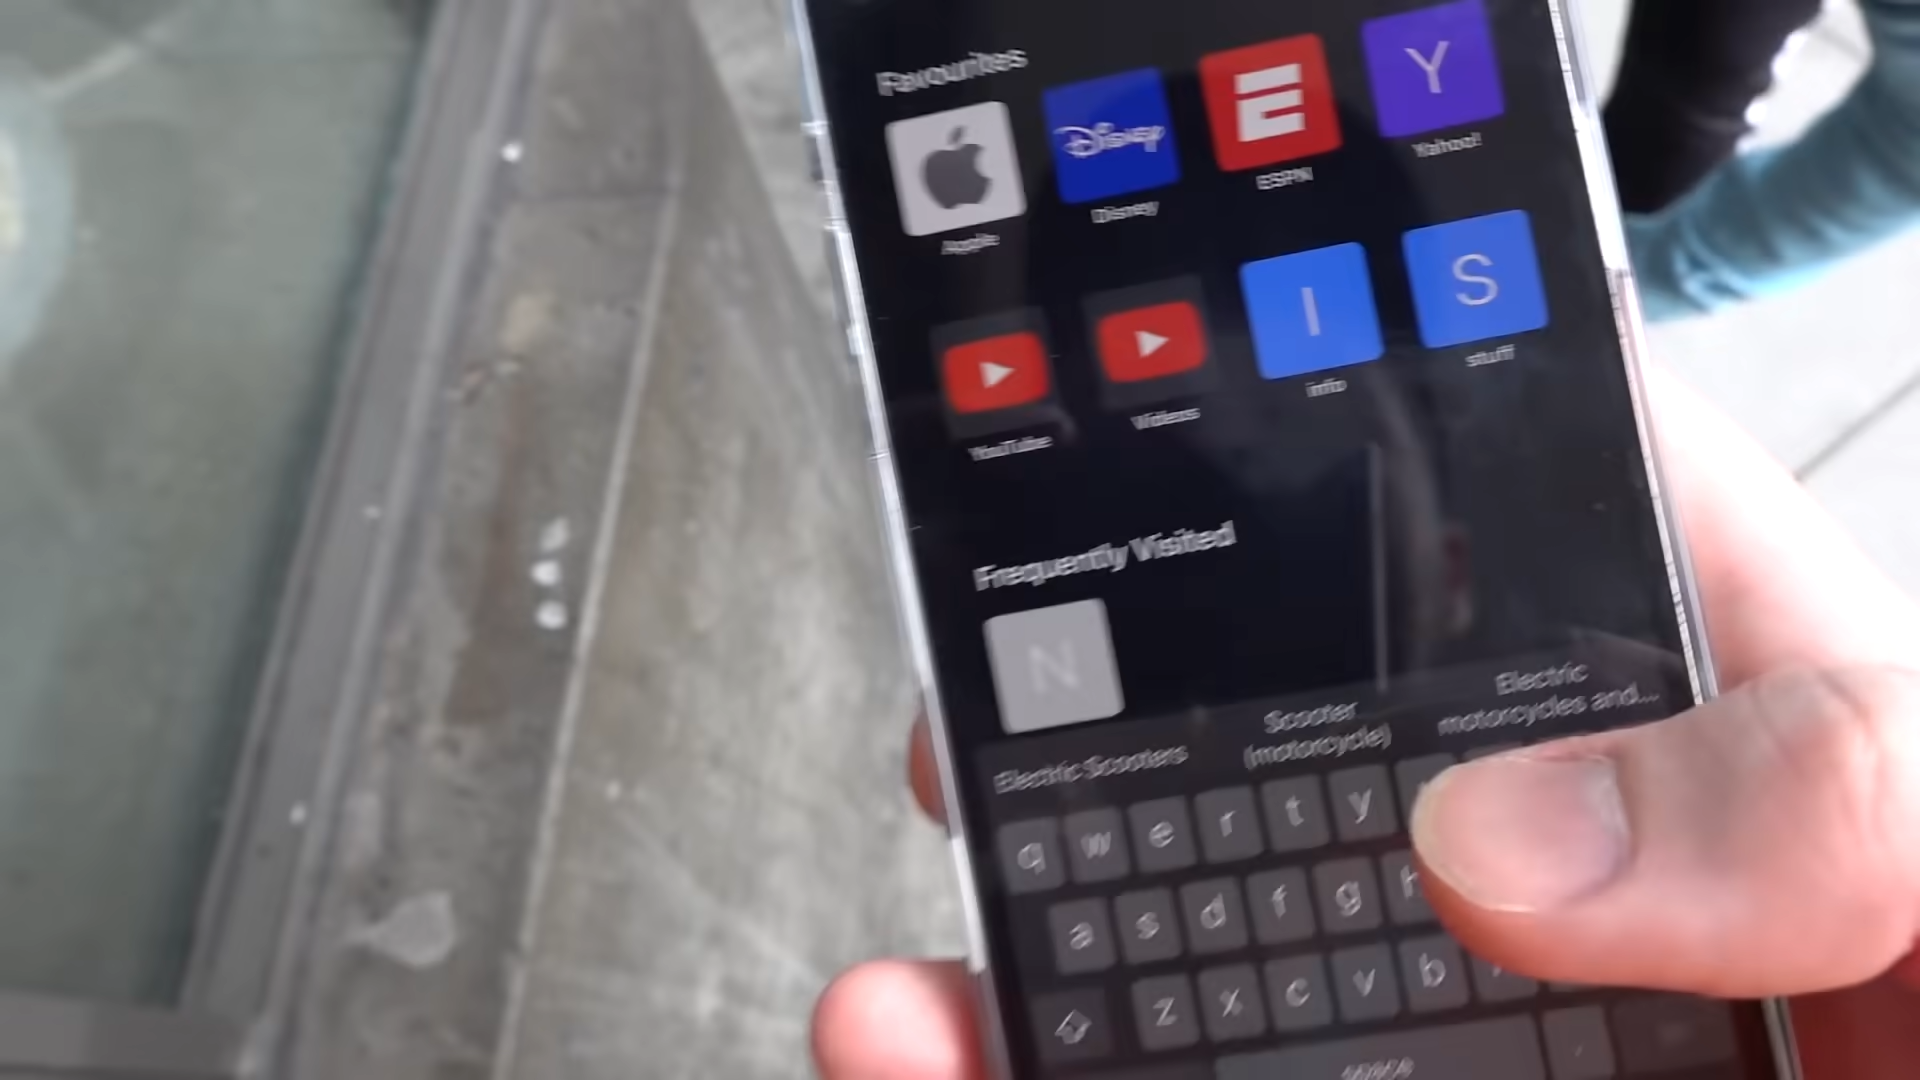 Favourites
E
Y
Disney
Apple
Disney
ESPN
Yahoo!
I
S
YouTube
Videos
info
stuff
Frequently Visited
N
Electric Scooters
Scooter
(motorcycle)
Electric
motorcycles and...
q w e r t y
a s d f g h
z x c v b
space